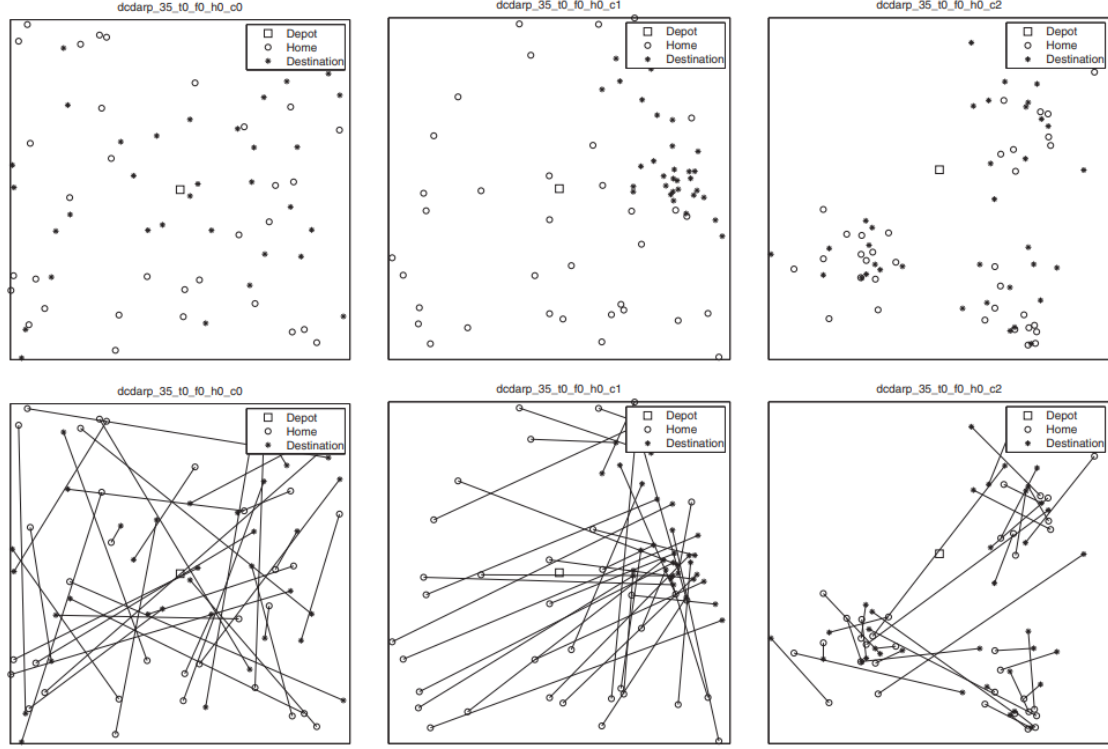 dcdarp_35_t0_f0_h0_c0
Depot
Home
Destination
dcdarp_35_t0_f0_h0_c1
Depot
Home
Destination
dcdarp_35_t0_f0_h0_c2
Depot
Home
Destination
dcdarp_35_t0_f0_h0_c0
Depot
Home
Destination
dcdarp_35_t0_f0_h0_c1
Depot
Home
Destination
dcdarp_35_t0_f0_h0_c2
Depot
Home
Destination